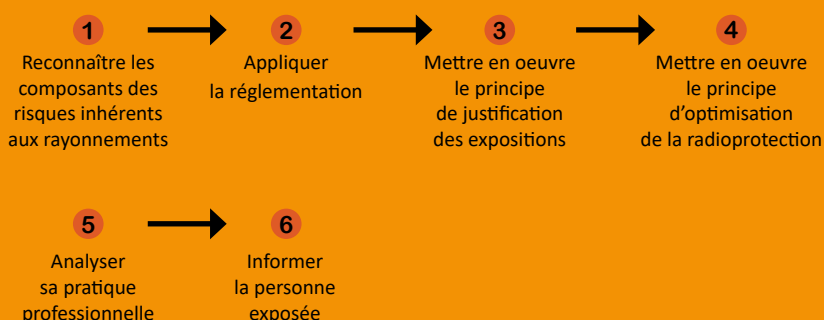 1
Reconnaître les
composants des
risques inhérents
aux rayonnements
2
Appliquer
la réglementation
3
Mettre en oeuvre
le principe
de justification
des expositions
4
Mettre en oeuvre
le principe
d'optimisation
de la radioprotection
5
Analyser
sa pratique
professionnelle
6
Informer
la personne
exposée